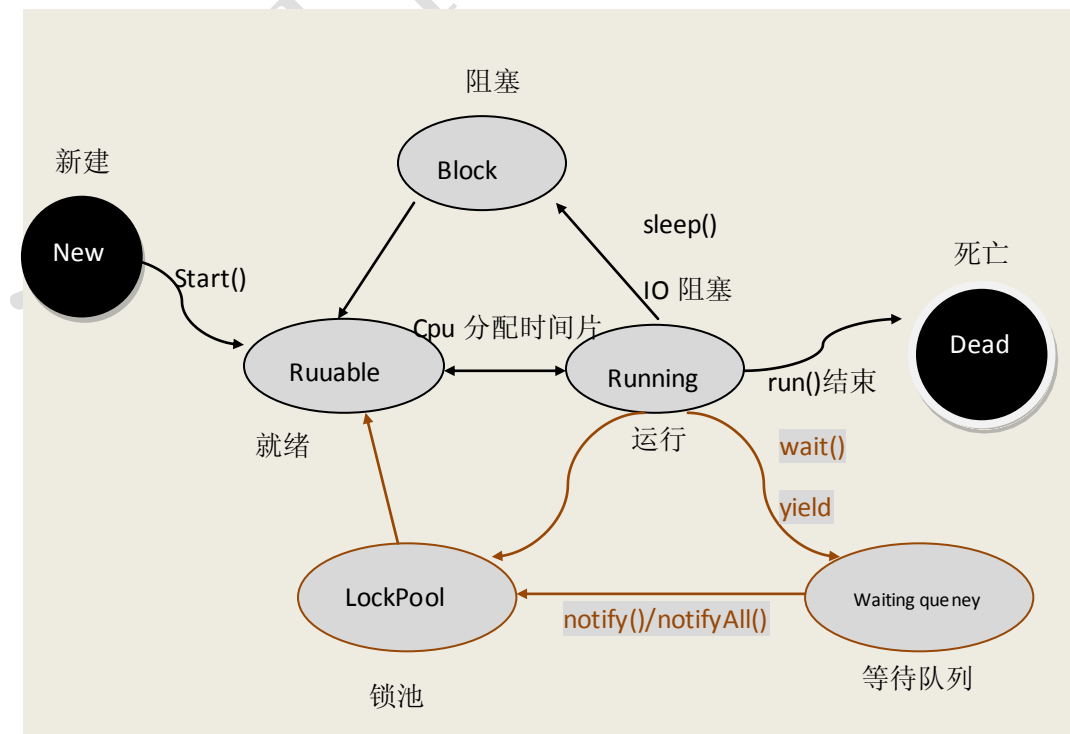 阻塞
Block
新建
New
Start()
sleep()
IO 阻塞
死亡
Dead
Cpu 分配时间片
Ruuable
Running
run()结束
就绪
运行
wait()
yield
LockPool
notify()/notifyAll()
Waiting queney
锁池
等待队列